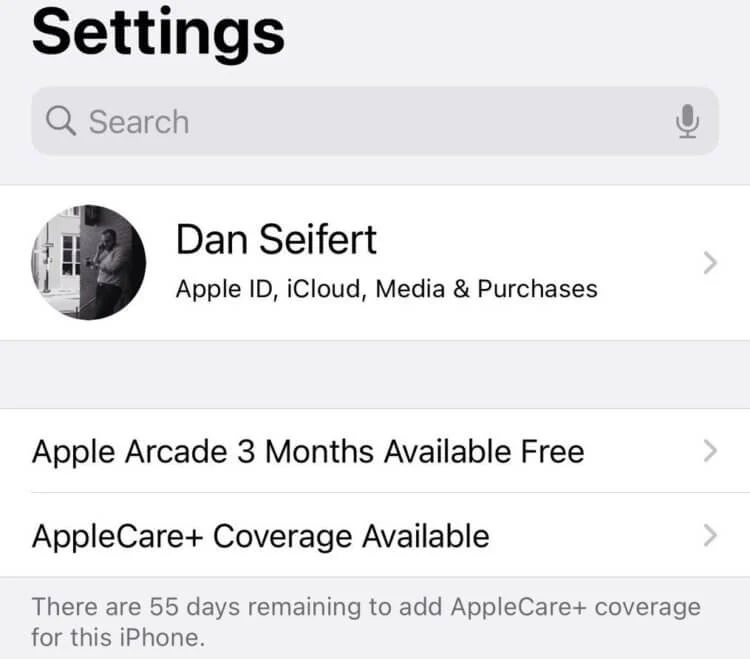 Settings
Search
Dan Seifert
Apple ID, iCloud, Media & Purchases
Apple Arcade 3 Months Available Free
AppleCare+ Coverage Available
There are 55 days remaining to add AppleCare+ coverage
for this iPhone.